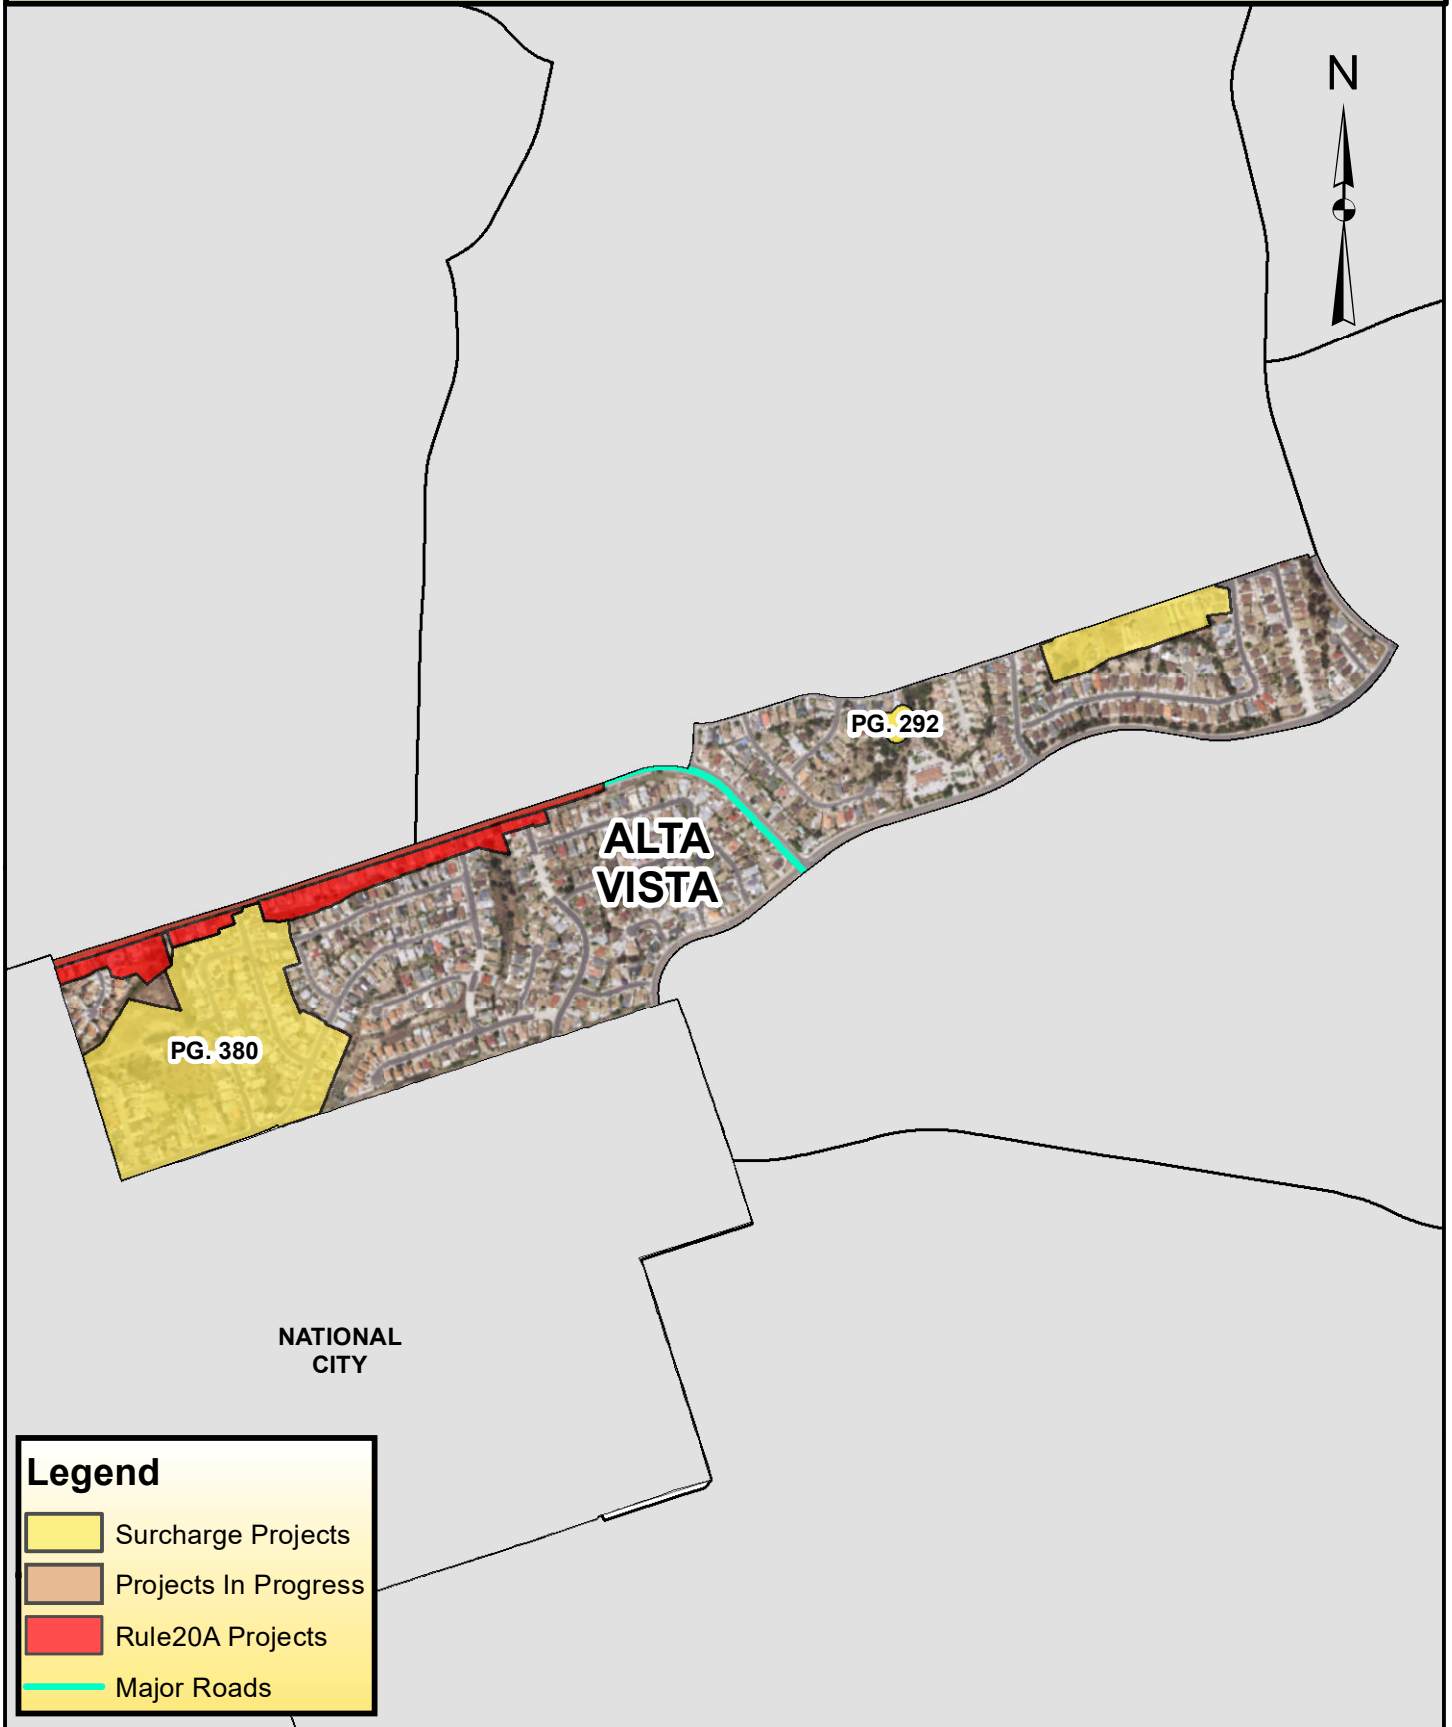 N
PG. 292
ALTA
VISTA
PG. 380
NATIONAL
CITY
Legend
Surcharge Projects
Projects In Progress
Rule20A Projects
Major Roads